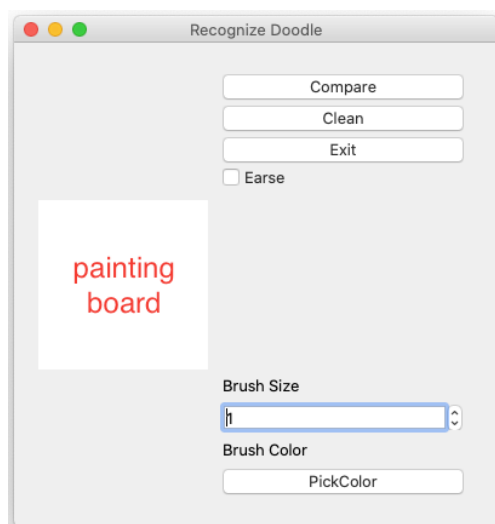 Recognize Doodle
Compare
Clean
Exit
Earse
painting
board
Brush Size
1
Brush Color
PickColor